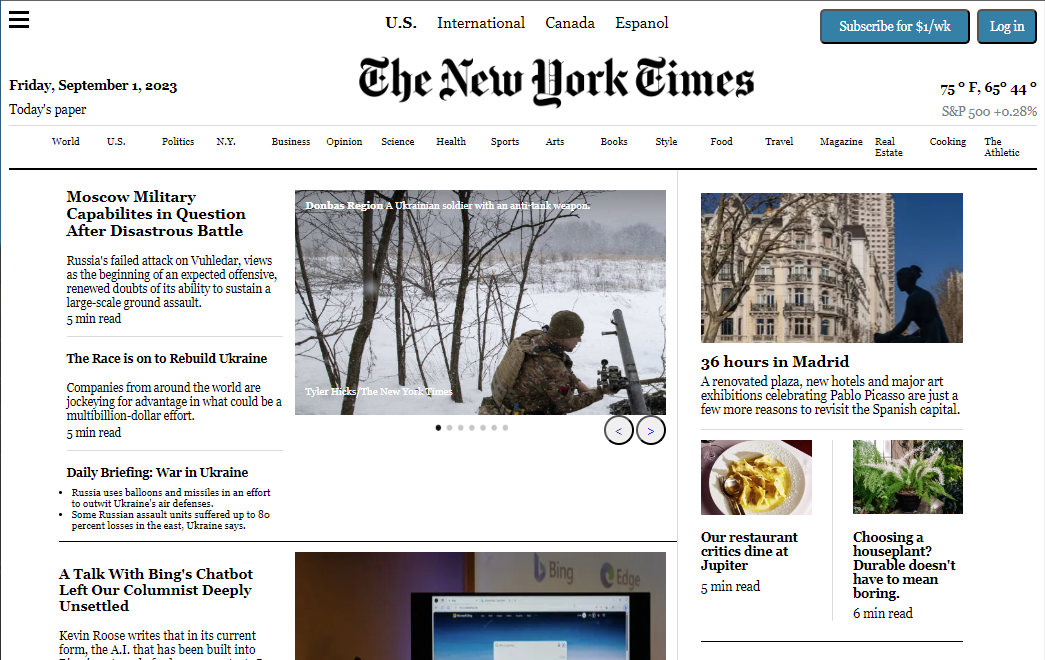 U.S. International Canada Espanol
Subscribe for $1/wk
Log in
The New York Times
Friday, September 1, 2023
Today's paper
75 º F, 65º 44 º
S&P 500 +0.28%
World U.S. Politics N.Y. Business Opinion Science Health Sports Arts Books Style Food Travel Magazine Real Estate Cooking The Athletic
Moscow Military
Capabilites in Question
After Disastrous Battle
Russia's failed attack on Vuhledar, views
as the beginning of an expected offensive,
renewed doubts of its ability to sustain a
large-scale ground assault.
5 min read
The Race is on to Rebuild Ukraine
Companies from around the world are
jockeying for advantage in what could be a
multibillion-dollar effort.
5 min read
Daily Briefing: War in Ukraine
• Russia uses balloons and missiles in an effort
to outwit Ukraine's air defenses.
• Some Russian assault units suffered up to 80
percent losses in the east, Ukraine says.
Donbas Region A Ukrainian soldier with an anti-tank weapon.
Tyler Hicks/The New York Times
< >
36 hours in Madrid
A renovated plaza, new hotels and major art
exhibitions celebrating Pablo Picasso are just a
few more reasons to revisit the Spanish capital.
Our restaurant
critics dine at
Jupiter
5 min read
Choosing a
houseplant?
Durable doesn't
have to mean
boring.
6 min read
A Talk With Bing's Chatbot
Left Our Columnist Deeply
Unsettled
Kevin Roose writes that in its current
form, the A.I. that has been built into
Bing Edge